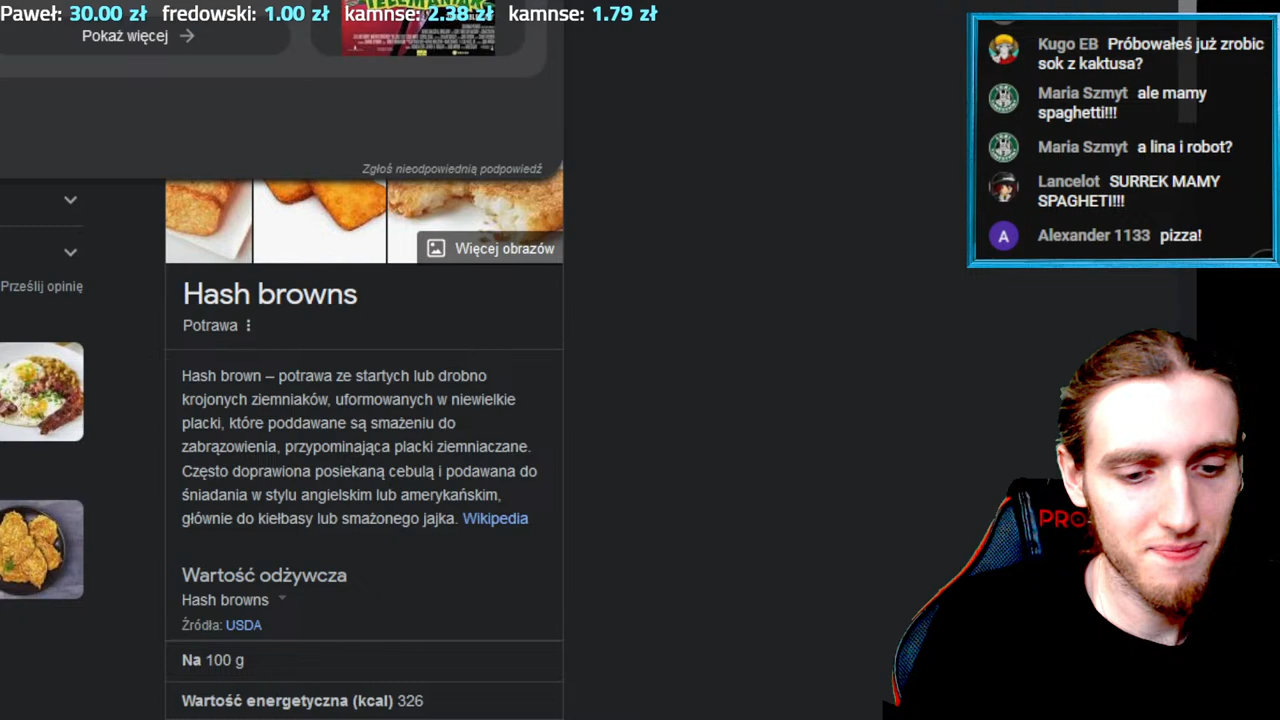 Paweł: 30.00 zł fredowski: 1.00 zł kamnse: 2.38 zł kamnse: 1.79 zł
Pokaż więcej
Zgłoś nieodpowiednią podpowiedź
Więcej obrazów
Prześlij opinię
Hash browns
Potrawa
Hash brown – potrawa ze startych lub drobno
krojonych ziemniaków, uformowanych w niewielkie
placki, które poddawane są smażeniu do
zabrązowienia, przypominająca placki ziemniaczane.
Często doprawiona posiekaną cebulą i podawana do
śniadania w stylu angielskim lub amerykańskim,
głównie do kiełbasy lub smażonego jajka. Wikipedia
Wartość odżywcza
Hash browns
Źródła: USDA
Na 100 g
Wartość energetyczna (kcal) 326
Kugo EB Próbowałeś już zrobic
sok z kaktusa?
Maria Szmyt ale mamy
spaghetti!!!
Maria Szmyt a lina i robot?
Lancelot SURREK MAMY
SPAGHETI!!!
A Alexander 1133 pizza!
PRO